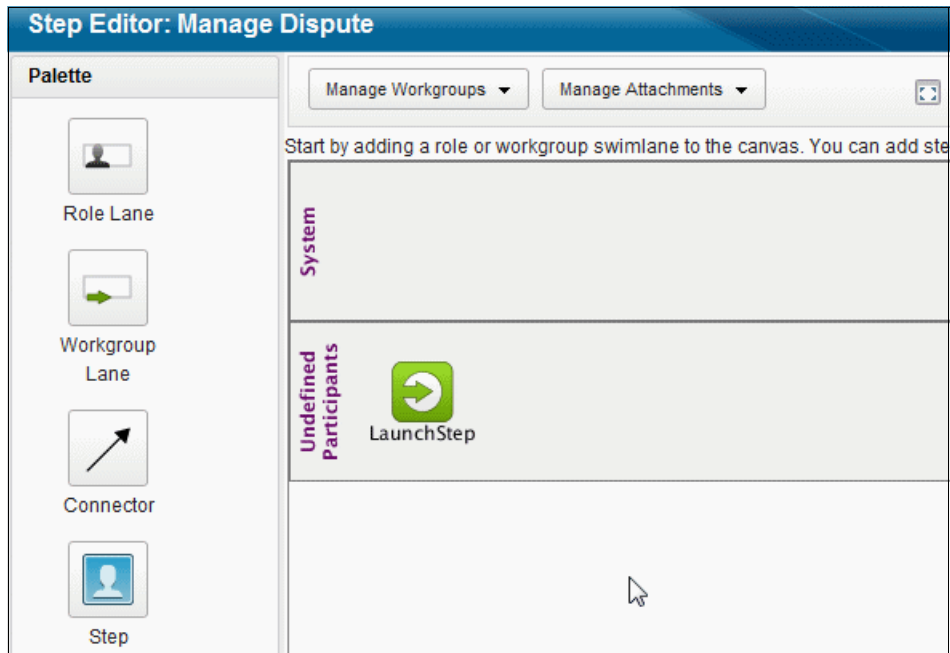 Step Editor: Manage Dispute
Palette
Manage Workgroups
Manage Attachments
Start by adding a role or workgroup swimlane to the canvas. You can add ste
Role Lane
Workgroup
Lane
Connector
Step
System
Undefined
Participants
LaunchStep